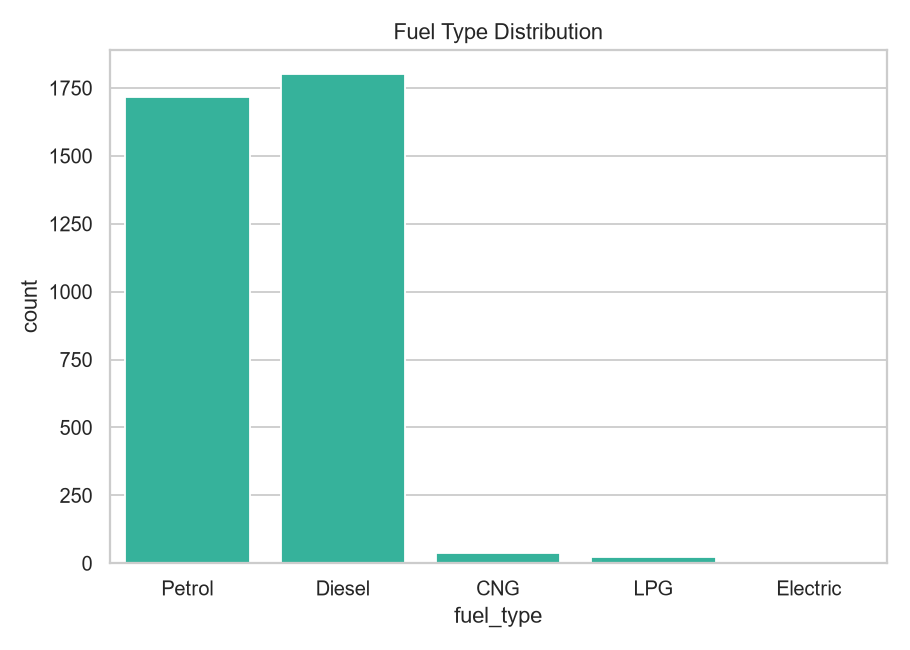 Fuel Type Distribution
1750
1500
1250
1000
750
500
250
0
count
Petrol Diesel CNG LPG Electric
fuel_type